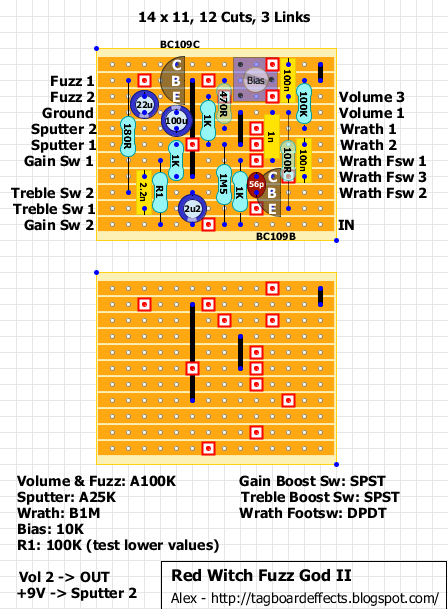 14 x 11, 12 Cuts, 3 Links
BC109C
Fuzz 1
Fuzz 2
Ground
Sputter 2
Sputter 1
Gain Sw 1
Treble Sw 2
Treble Sw 1
Gain Sw 2
C
B
E
Bias
100n
22u
470R
100K
100u
1K
180R
1n
1K
100R
100n
2.2n
R1
1M5
1K
56p
C
B
E
2u2
Volume 3
Volume 1
Wrath 1
Wrath 2
Wrath Fsw 1
Wrath Fsw 3
Wrath Fsw 2
IN
BC109B
Volume & Fuzz: A100K
Sputter: A25K
Wrath: B1M
Bias: 10K
R1: 100K (test lower values)
Gain Boost Sw: SPST
Treble Boost Sw: SPST
Wrath Footsw: DPDT
Vol 2 -> OUT
+9V -> Sputter 2
Red Witch Fuzz God II
Alex - http://tagboardeffects.blogspot.com/